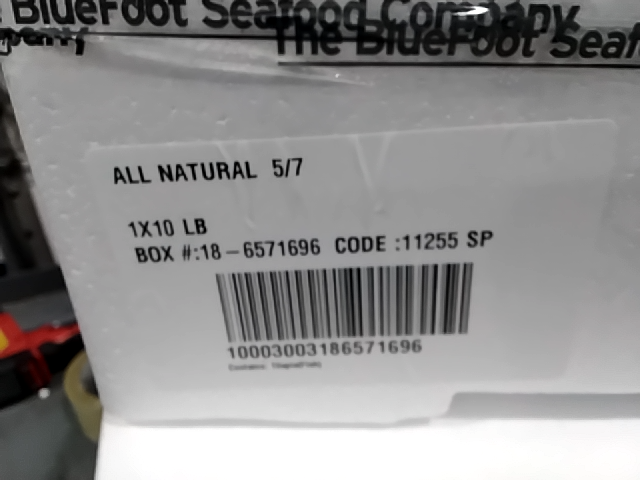 BlueFoot Seafood Company
The BlueFoot Seaf
ALL NATURAL 5/7
1X10 LB
BOX #:18-6571696 CODE :11255 SP
10003003186571696